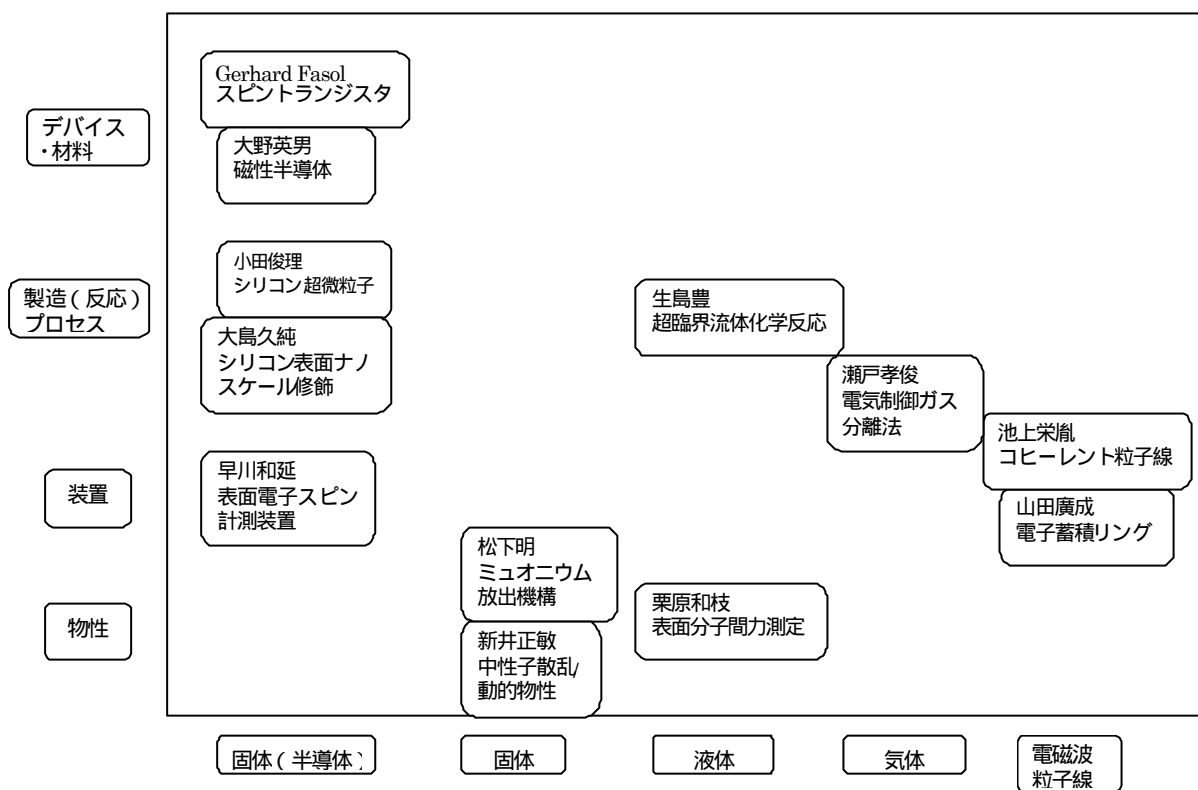 Gerhard Fasol
スピントランジスタ
デバイス
・材料
大野英男
磁性半導体
小田俊理
シリコン超微粒子
製造(反応)
プロセス
大島久純
シリコン表面ナノ
スケール修飾
生島豊
超臨界流体化学反応
瀬戸孝俊
電気制御ガス
分離法
池上栄胤
コヒーレント粒子線
装置
早川和延
表面電子スピン
計測装置
山田廣成
電子蓄積リング
松下明
ミュオニウム
放出機構
物性
新井正敏
中性子散乱/
動的物性
栗原和枝
表面分子間力測定
固体(半導体)
固体
液体
気体
電磁波
粒子線